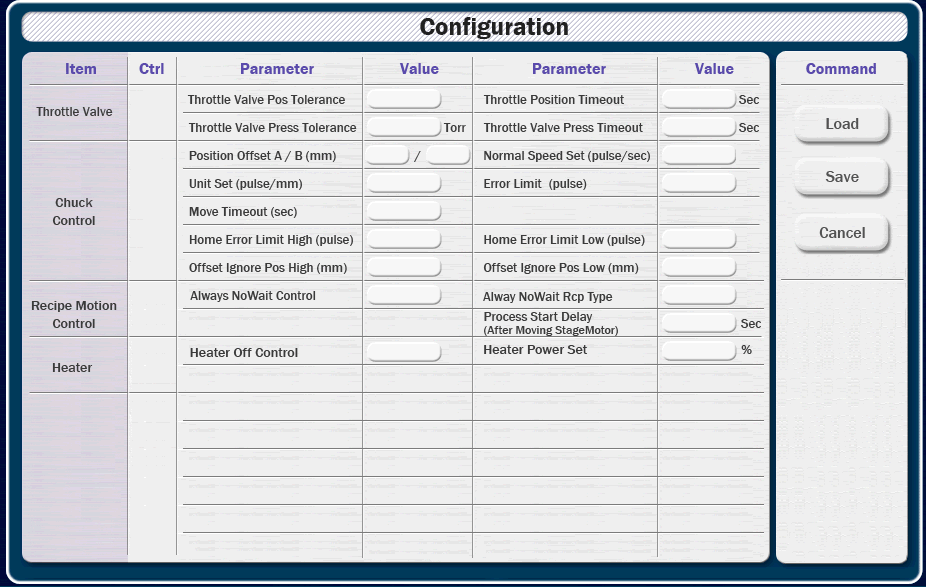 Configuration
Item Ctrl Parameter Value Parameter Value Command
Throttle Valve
Throttle Valve Pos Tolerance Throttle Position Timeout Sec
Throttle Valve Press Tolerance Torr Throttle Valve Press Timeout Sec
Chuck
Control
Position Offset A / B (mm) / Normal Speed Set (pulse/sec)
Unit Set (pulse/mm) Error Limit (pulse)
Move Timeout (sec)
Home Error Limit High (pulse) Home Error Limit Low (pulse)
Offset Ignore Pos High (mm) Offset Ignore Pos Low (mm)
Recipe Motion
Control
Always NoWait Control Alway NoWait Rcp Type
Process Start Delay
(After Moving StageMotor) Sec
Heater
Heater Off Control Heater Power Set %
Load
Save
Cancel